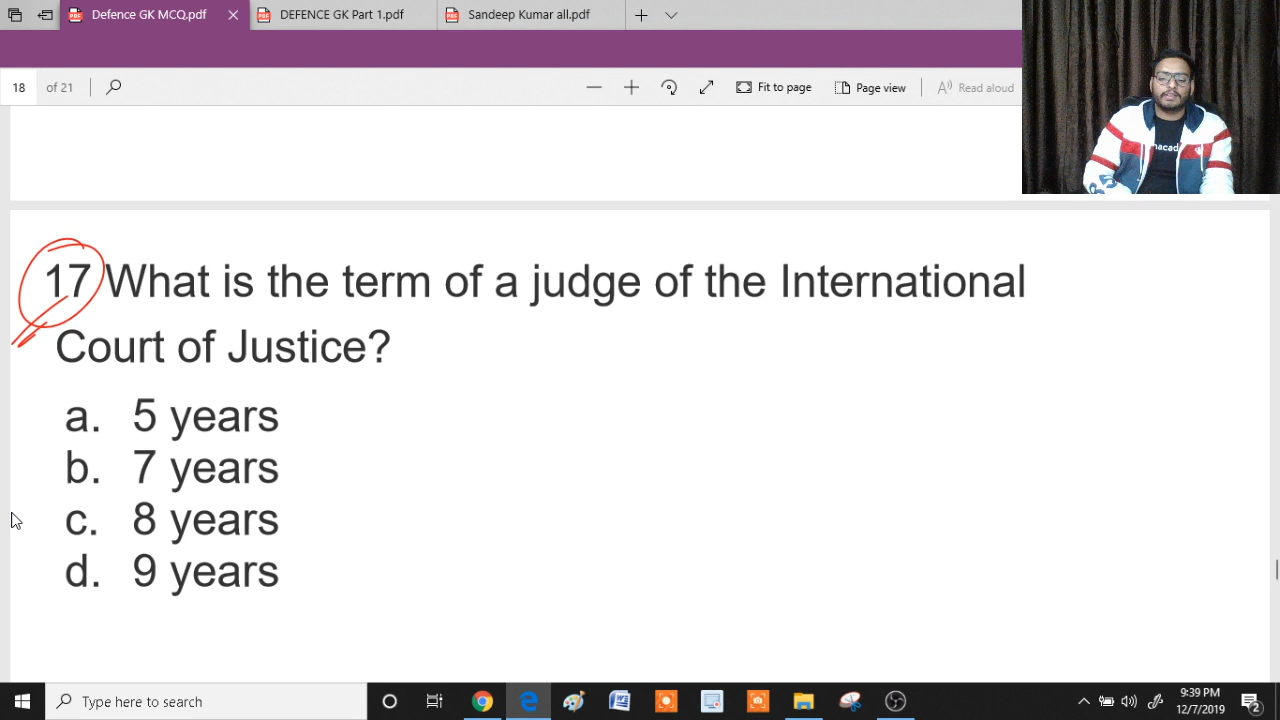 Defence GK MCQ.pdf
DEFENCE GK Part 1.pdf
Sandeep Kumar all.pdf
18 of 21
Fit to page
Page view
Read aloud
nacad
17 What is the term of a judge of the International
Court of Justice?
a. 5 years
b. 7 years
c. 8 years
d. 9 years
Type here to search
9:39 PM
12/7/2019
2